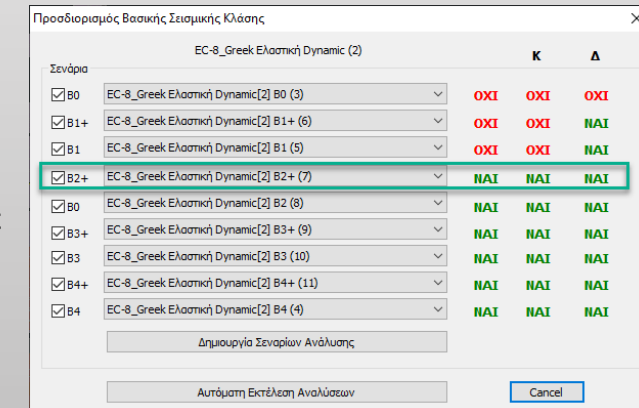 Προσδιορισμός Βασικής Σεισμικής Κλάσης
EC-8_Greek Ελαστική Dynamic (2) Κ Δ
Σενάρια
B0 EC-8_Greek Ελαστική Dynamic[2] B0 (3) ΟΧΙ ΟΧΙ ΟΧΙ
B1+ EC-8_Greek Ελαστική Dynamic[2] B1+ (6) ΟΧΙ ΟΧΙ ΝΑΙ
B1 EC-8_Greek Ελαστική Dynamic[2] B1 (5) ΟΧΙ ΟΧΙ ΝΑΙ
B2+ EC-8_Greek Ελαστική Dynamic[2] B2+ (7) ΝΑΙ ΝΑΙ ΝΑΙ
B0 EC-8_Greek Ελαστική Dynamic[2] B2 (8) ΝΑΙ ΝΑΙ ΝΑΙ
B3+ EC-8_Greek Ελαστική Dynamic[2] B3+ (9) ΝΑΙ ΝΑΙ ΝΑΙ
B3 EC-8_Greek Ελαστική Dynamic[2] B3 (10) ΝΑΙ ΝΑΙ ΝΑΙ
B4+ EC-8_Greek Ελαστική Dynamic[2] B4+ (11) ΝΑΙ ΝΑΙ ΝΑΙ
B4 EC-8_Greek Ελαστική Dynamic[2] B4 (4) ΝΑΙ ΝΑΙ ΝΑΙ
Δημιουργία Σεναρίων Ανάλυσης
Αυτόματη Εκτέλεση Αναλύσεων Cancel